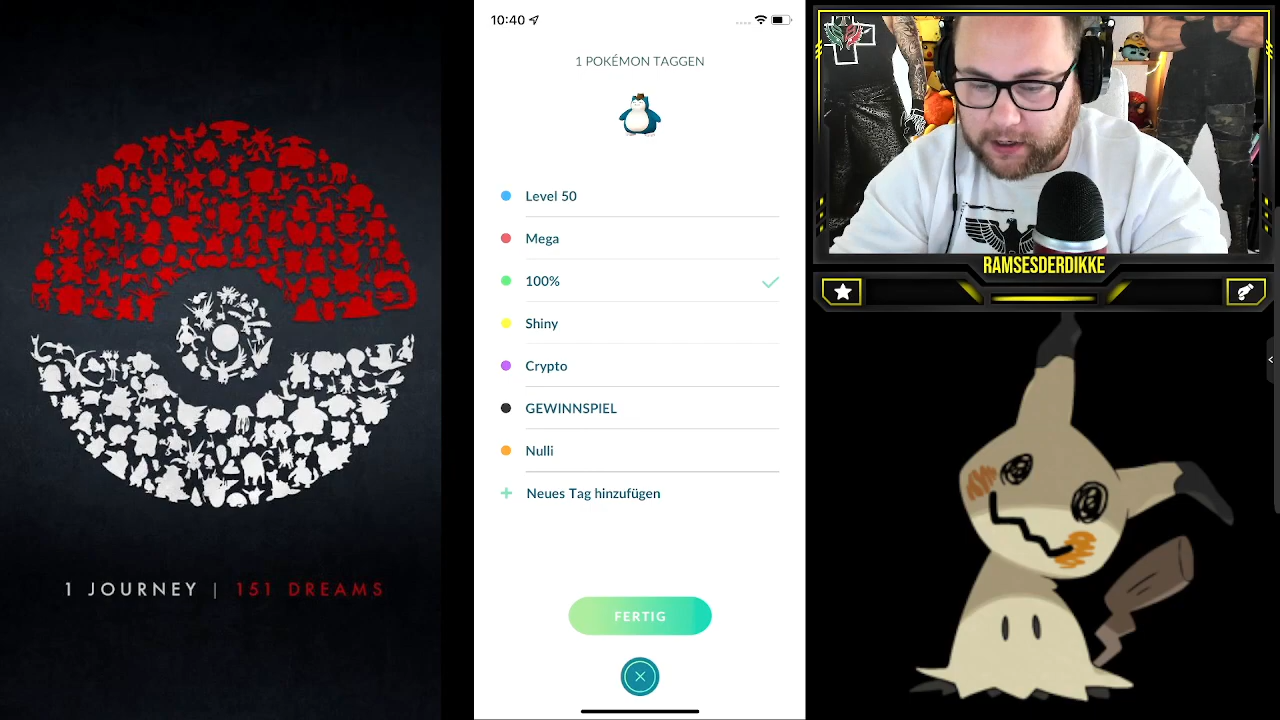 1 JOURNEY | 151 DREAMS
10:40
1 POKÉMON TAGGEN
Level 50
Mega
100%
Shiny
Crypto
GEWINNSPIEL
Nulli
Neues Tag hinzufügen
FERTIG
RAMSESDERDIKKE